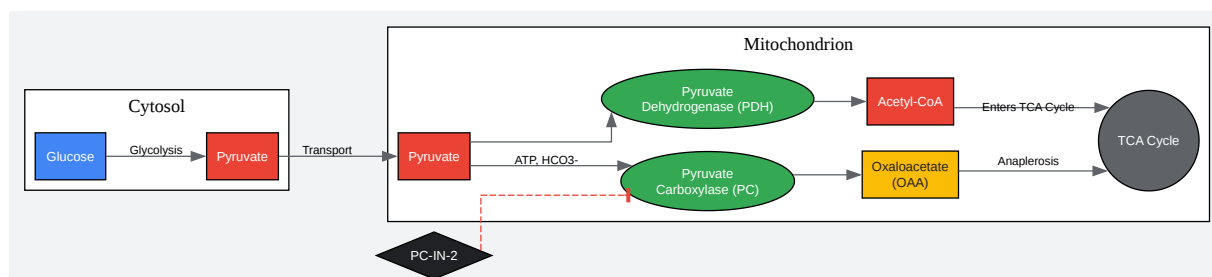 Cytosol
Glucose
Glycolysis
Pyruvate
Transport
Mitochondrion
Pyruvate
ATP, HCO3-
Pyruvate
Dehydrogenase (PDH)
Acetyl-CoA
Enters TCA Cycle
Pyruvate
Carboxylase (PC)
Oxaloacetate
(OAA)
Anaplerosis
TCA Cycle
PC-IN-2